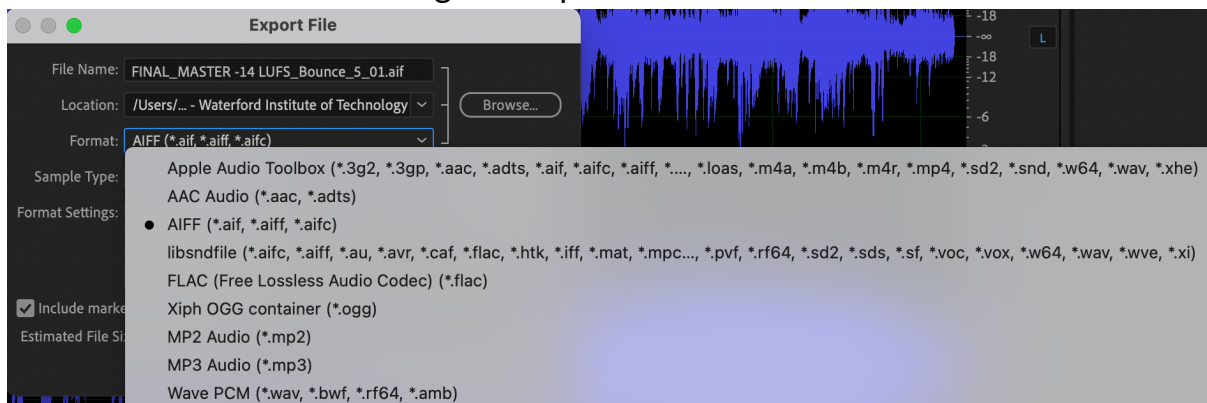 Export File
File Name: FINAL_MASTER -14 LUFS_Bounce_5_01.aif
Location: /Users/... - Waterford Institute of Technology
Browse...
Format: AIFF (*.aif, *.aiff, *.aifc)
Sample Type:
Format Settings:
Include marke
Estimated File Si
Apple Audio Toolbox (*.3g2, *.3gp, *.aac, *.adts, *.aif, *.aifc, *.aiff, *...., *.loas, *.m4a, *.m4b, *.m4r, *.mp4, *.sd2, *.snd, *.w64, *.wav, *.xhe)
AAC Audio (*.aac, *.adts)
AIFF (*.aif, *.aiff, *.aifc)
libsndfile (*.aifc, *.aiff, *.au, *.avr, *.caf, *.flac, *.htk, *.iff, *.mat, *.mpc..., *.pvf, *.rf64, *.sd2, *.sds, *.sf, *.voc, *.vox, *.w64, *.wav, *.wve, *.xi)
FLAC (Free Lossless Audio Codec) (*.flac)
Xiph OGG container (*.ogg)
MP2 Audio (*.mp2)
MP3 Audio (*.mp3)
Wave PCM (*.wav, *.bwf, *.rf64, *.amb)
-18
-∞
-18
-12
-6
L